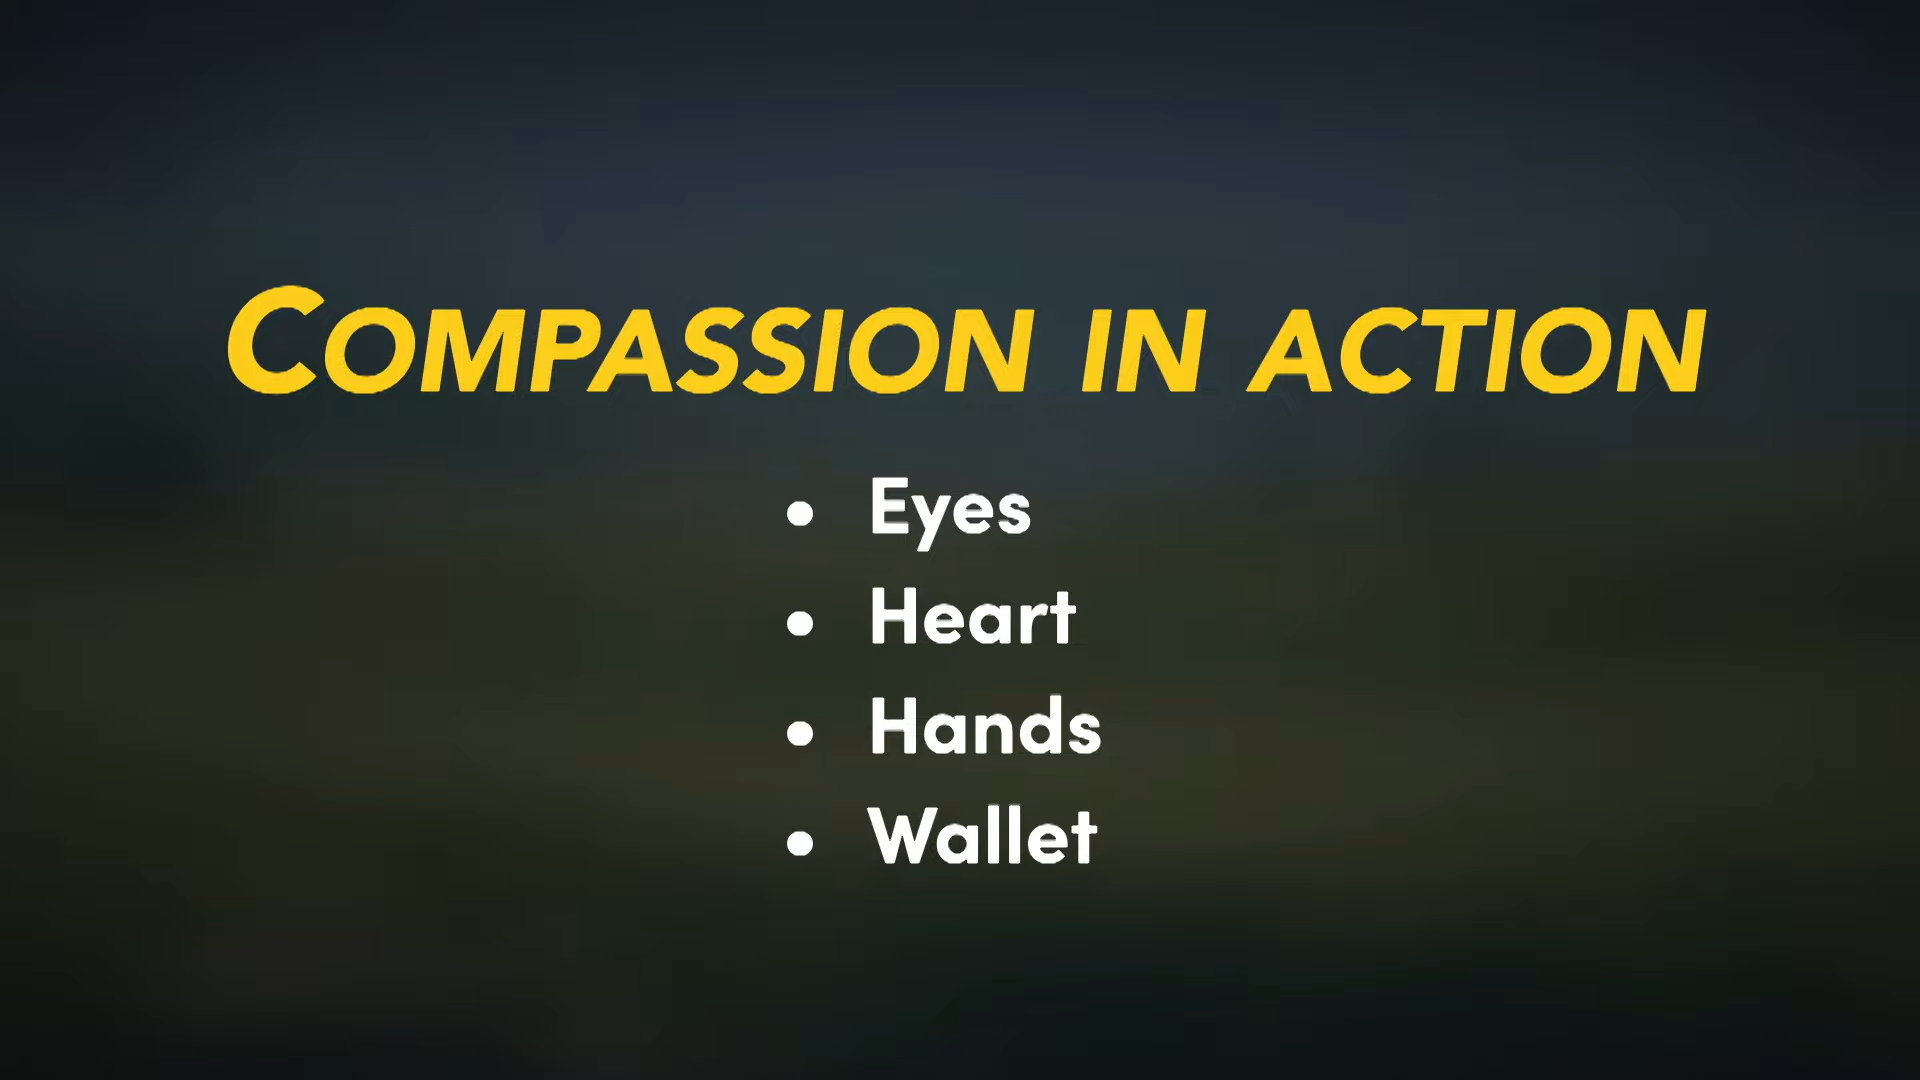 COMPASSION IN ACTION
• Eyes
• Heart
• Hands
• Wallet